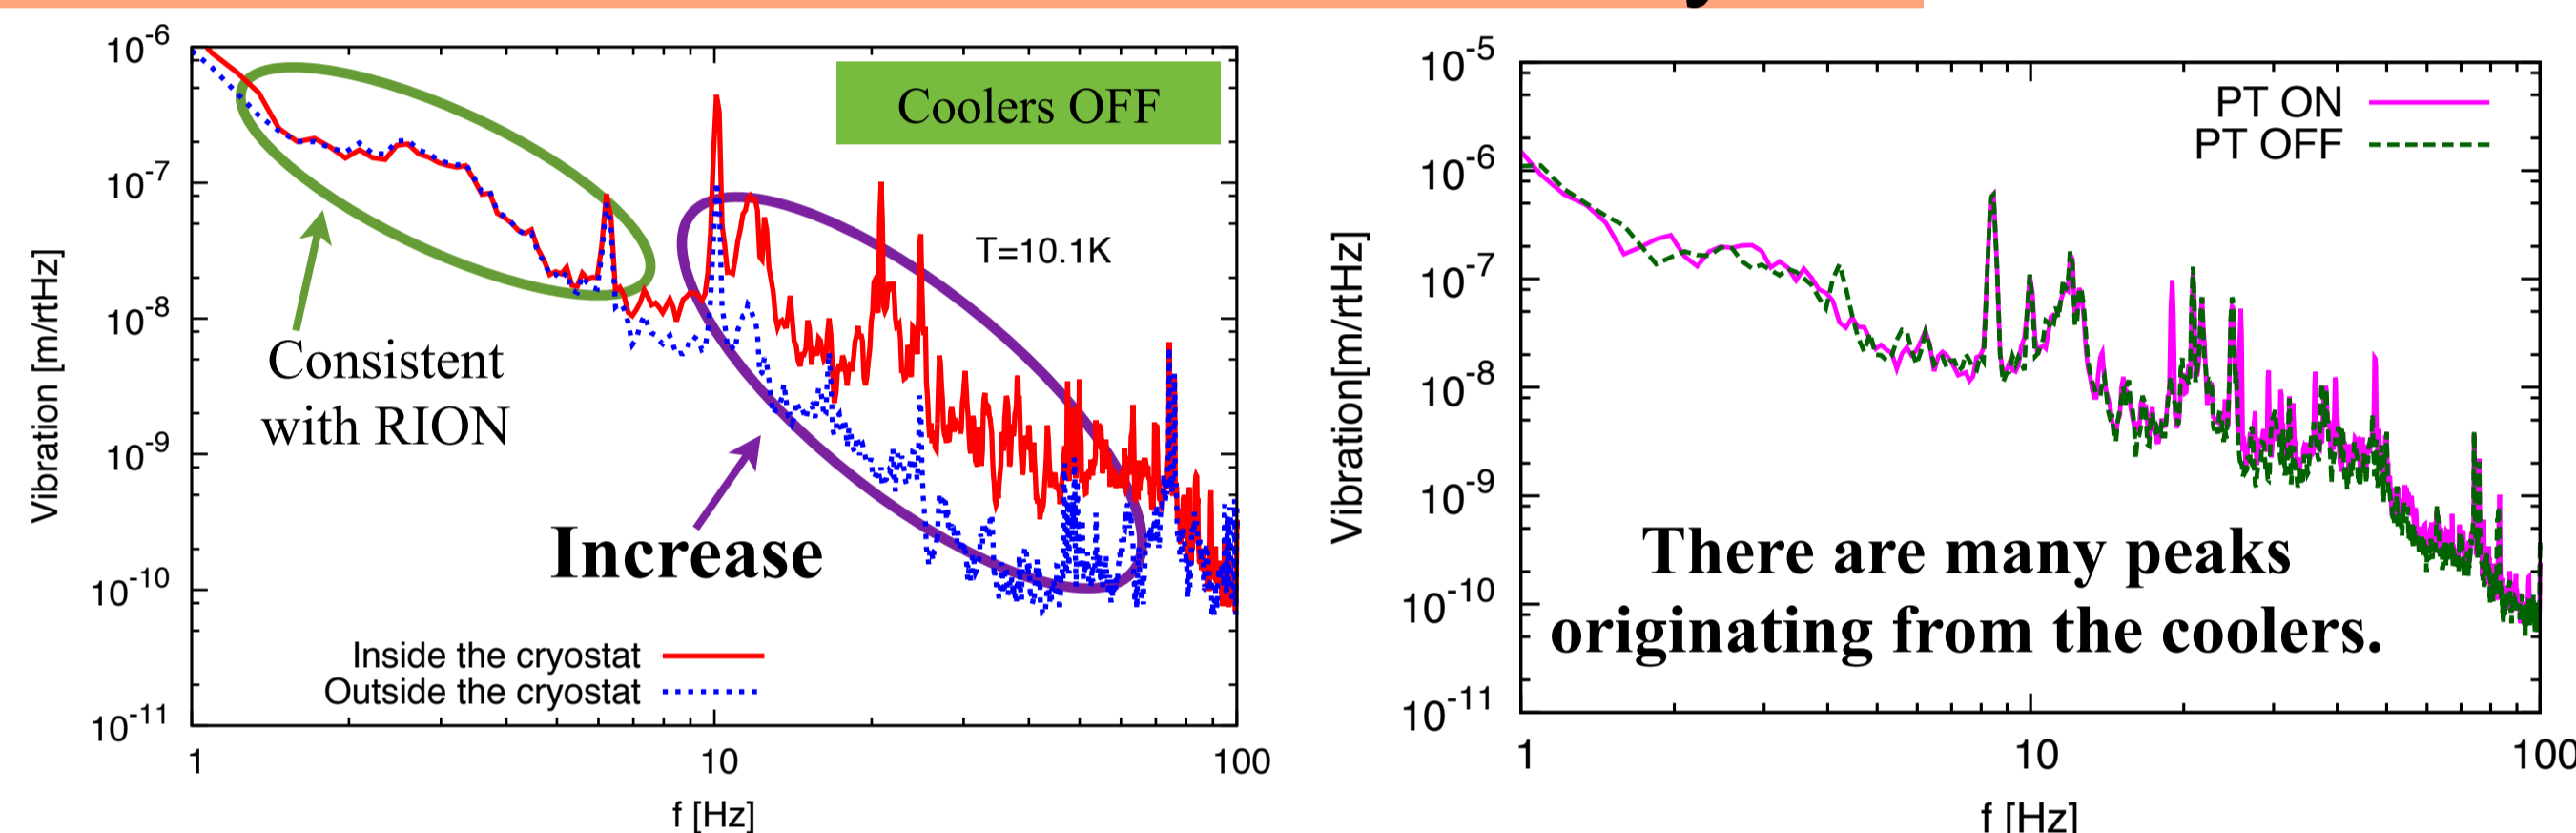 Vibration [m/rtHz]
10-6
10-7
10-8
10-9
10-10
10-11
Coolers OFF
T=10.1K
Consistent
with RION
Increase
Inside the cryostat
Outside the cryostat
1 10 100
f [Hz]
Vibration[m/rtHz]
10-5
10-6
10-7
10-8
10-9
10-10
10-11
PT ON
PT OFF
There are many peaks
originating from the coolers.
1 10 100
f [Hz]